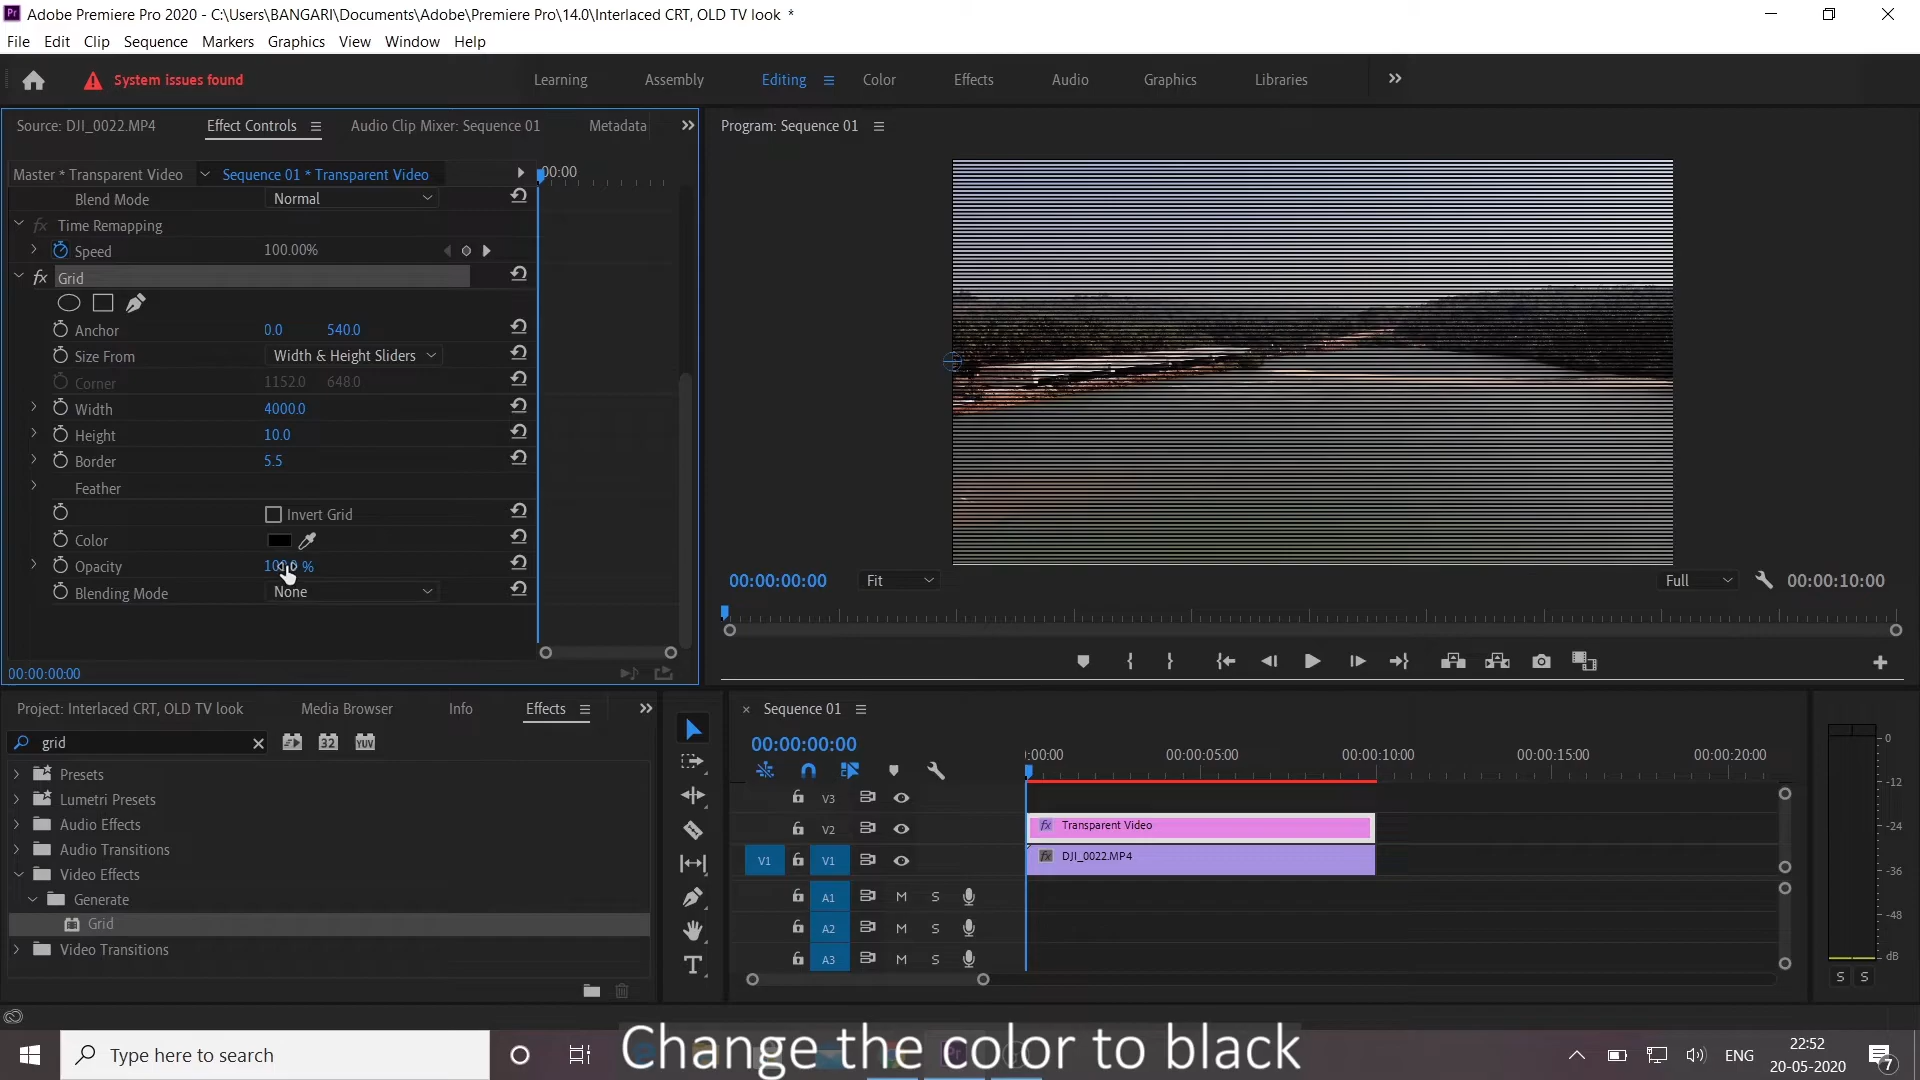 Adobe Premiere Pro 2020 - C:\Users\BANGARI\Documents\Adobe\Premiere Pro\14.0\Interlaced CRT, OLD TV look *
File Edit Clip Sequence Markers Graphics View Window Help
System issues found
Learning Assembly Editing Color Effects Audio Graphics Libraries
Source: DJI_0022.MP4 Effect Controls Audio Clip Mixer: Sequence 01 Metadata
Program: Sequence 01
Master * Transparent Video Sequence 01 * Transparent Video
:00:00
Blend Mode Normal
fx Time Remapping
Speed 100.00%
fx Grid
Anchor 0.0 540.0
Size From Width & Height Sliders
Corner 1152.0 648.0
Width 4000.0
Height 10.0
Border 5.5
Feather
Invert Grid
Color
Opacity 100.0 %
Blending Mode None
00:00:00:00
00:00:00:00 Fit Full 00:00:10:00
Project: Interlaced CRT, OLD TV look Media Browser Info Effects
grid 32 YUV
Presets
Lumetri Presets
Audio Effects
Audio Transitions
Video Effects
Generate
Grid
Video Transitions
× Sequence 01
00:00:00:00
:00:00 00:00:05:00 00:00:10:00 00:00:15:00 00:00:20:00
V3
V2 fx Transparent Video
V1 V1 fx DJI_0022.MP4
A1 M S
A2 M S
A3 M S
0
-12
-24
-36
-48
dB
S S
Type here to search
Change the color to black
ENG
22:52
20-05-2020
7